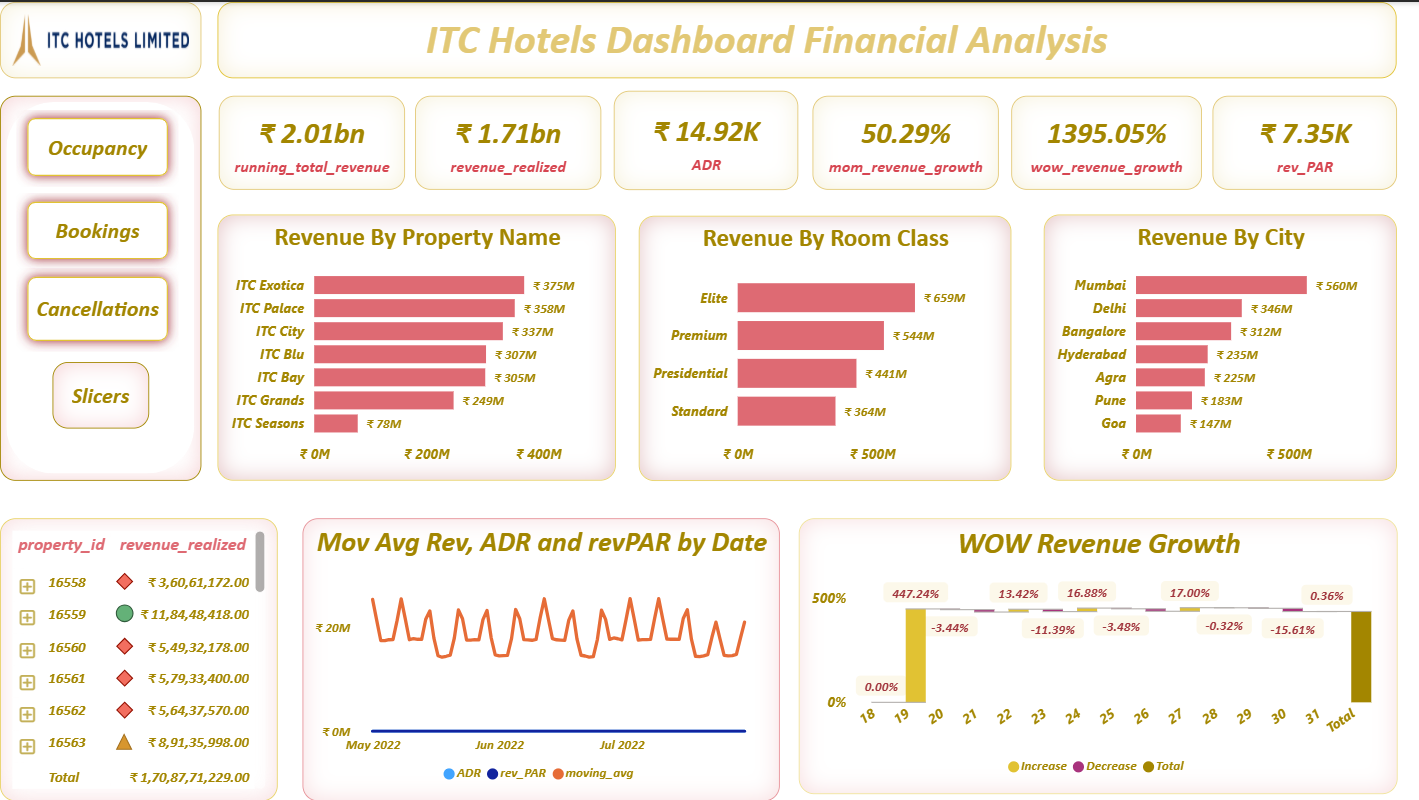 ITC HOTELS LIMITED
ITC Hotels Dashboard Financial Analysis
Occupancy
Bookings
Cancellations
Slicers
₹ 2.01bn
running_total_revenue
₹ 1.71bn
revenue_realized
₹ 14.92K
ADR
50.29%
mom_revenue_growth
1395.05%
wow_revenue_growth
₹ 7.35K
rev_PAR
Revenue By Property Name
ITC Exotica ₹ 375M
ITC Palace ₹ 358M
ITC City ₹ 337M
ITC Blu ₹ 307M
ITC Bay ₹ 305M
ITC Grands ₹ 249M
ITC Seasons ₹ 78M
₹ 0M ₹ 200M ₹ 400M
Revenue By Room Class
Elite ₹ 659M
Premium ₹ 544M
Presidential ₹ 441M
Standard ₹ 364M
₹ 0M ₹ 500M
Revenue By City
Mumbai ₹ 560M
Delhi ₹ 346M
Bangalore ₹ 312M
Hyderabad ₹ 235M
Agra ₹ 225M
Pune ₹ 183M
Goa ₹ 147M
₹ 0M ₹ 500M
property_id revenue_realized
16558 ₹ 3,60,61,172.00
16559 ₹ 11,84,48,418.00
16560 ₹ 5,49,32,178.00
16561 ₹ 5,79,33,400.00
16562 ₹ 5,64,37,570.00
16563 ₹ 8,91,35,998.00
Total ₹ 1,70,87,71,229.00
Mov Avg Rev, ADR and revPAR by Date
₹ 20M
₹ 0M
May 2022 Jun 2022 Jul 2022
ADR rev_PAR moving_avg
WOW Revenue Growth
500%
0%
0.00%
447.24%
-3.44%
13.42%
-11.39%
16.88%
-3.48%
17.00%
-0.32%
-15.61%
0.36%
18 19 20 21 22 23 24 25 26 27 28 29 30 31 Total
Increase Decrease Total